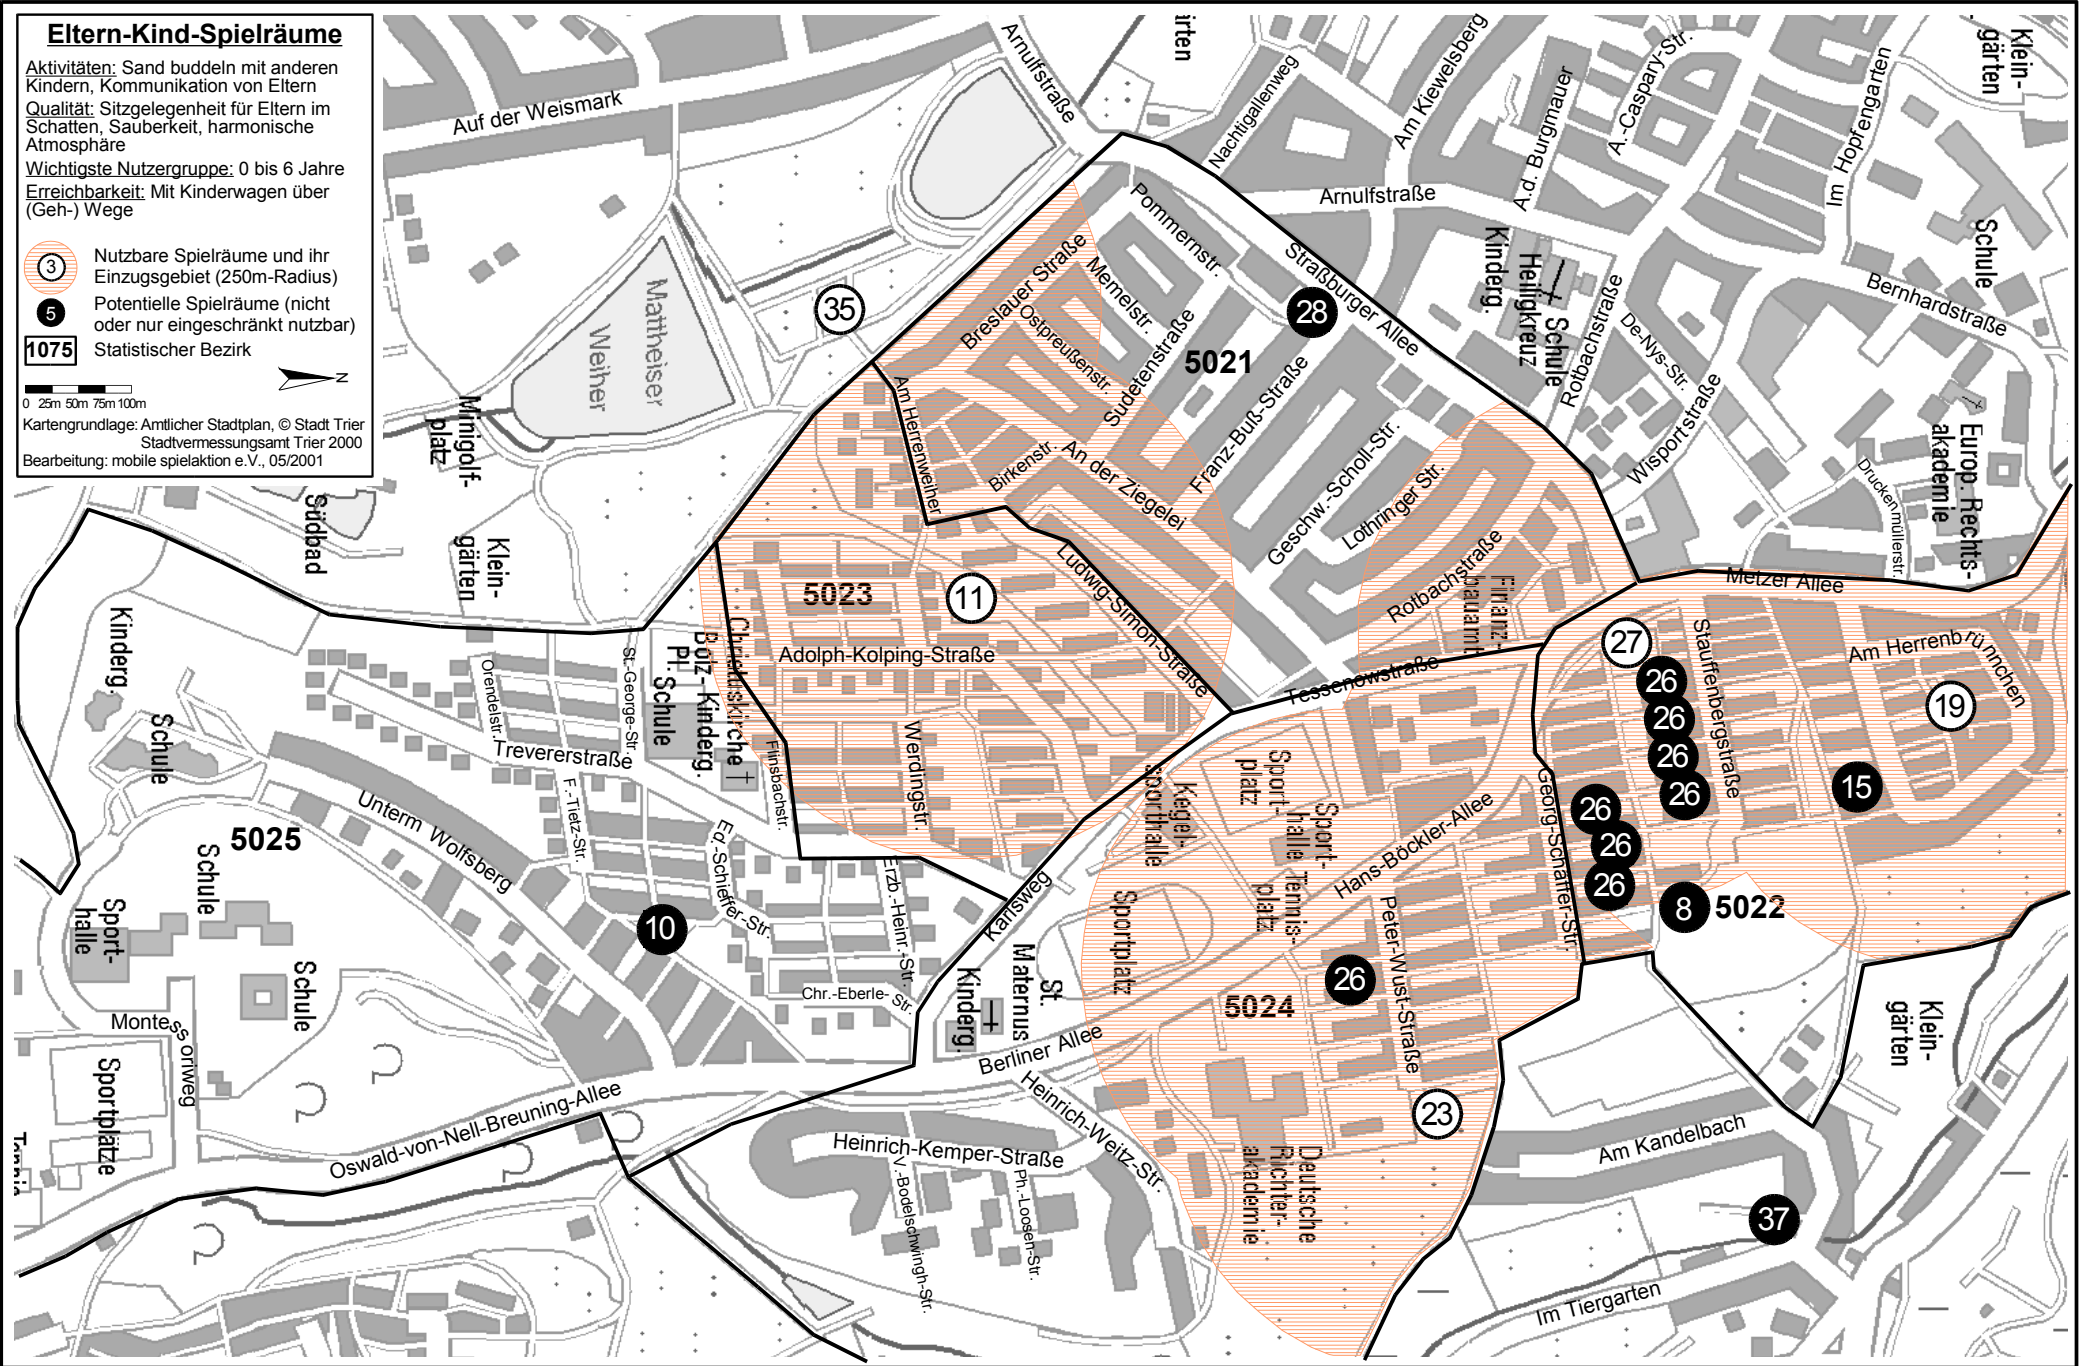 Eltern-Kind-Spielräume
Aktivitäten: Sand buddeln mit anderen
Kindern, Kommunikation von Eltern
Qualität: Sitzgelegenheit für Eltern im
Schatten, Sauberkeit, harmonische
Atmosphäre
Wichtigste Nutzergruppe: 0 bis 6 Jahre
Erreichbarkeit: Mit Kinderwagen über
(Geh-) Wege
3
Nutzbare Spielräume und ihr
Einzugsgebiet (250m-Radius)
5
Potentielle Spielräume (nicht
oder nur eingeschränkt nutzbar)
1075 Statistischer Bezirk
N
0 25m 50m 75m 100m
Kartengrundlage: Amtlicher Stadtplan, © Stadt Trier
Stadtvermessungsamt Trier 2000
Bearbeitung: mobile spielaktion e.V., 05/2001
Auf der Weismark
Arnulfstraße
ärten
Nachtigallenweg
Am Kiewelsberg
A.d. Burgmauer
A.-Caspary-Str.
Im Hopfengarten
Klein-
gärten
Arnulfstraße
Pommernstr.
Straßburger Allee
Kinderg.
Heiligkreuz
Schule
Rotbachstraße
De-Nys-Str.
Wisportstraße
Schule
Bernhardstraße
Europ. Rechts-
akademie
Druckenmüllerstr.
Mattheiser
Weiher
35
Breslauer Straße
Memelstr.
Ostpreußenstr.
Sudetenstraße
28
5021
Franz-Buß-Straße
Geschw.-Scholl-Str.
Lothringer Str.
Rotbachstraße
Finanz-
bauamt
Minigolf-
platz
Südbad
Klein-
gärten
Am Herrenweiher
Birkenstr.
An der Ziegelei
Ludwig-Simon-Straße
5023
11
Adolph-Kolping-Straße
Christuskirche
Werdingstr.
Flinsbachstr.
Tessenowstraße
Metzer Allee
27
Stauffenbergstraße
Am Herrenbrünnchen
19
26
26
26
26
26
26
26
15
8
5022
Georg-Schäffer-Str.
Kinderg.
Schule
Orendelstr.
St.-George-Str.
Bolz-
Pl.
Schule
Kinderg.
Trevererstraße
F.-Tietz-Str.
Unterm Wolfsberg
5025
Schule
Sport-
halle
Schule
10
Ed.-Schieffer-Str.
Erzb.-Heinr.-Str.
Chr.-Eberle-Str.
Karlsweg
Kinderg.
St.
Maternus
Kegel-
sporthalle
Sport-
platz
Sport-
halle
Tennis-
platz
Sportplatz
Hans-Böckler-Allee
Peter-Wust-Straße
26
5024
23
Deutsche
Richter-
akademie
Berliner Allee
Montessoriweg
Sportplätze
Oswald-von-Nell-Breuning-Allee
Heinrich-Kemper-Straße
V.-Bodelschwingh-Str.
Ph.-Loosen-Str.
Heinrich-Weitz-Str.
Klein-
gärten
Am Kandelbach
37
Im Tiergarten